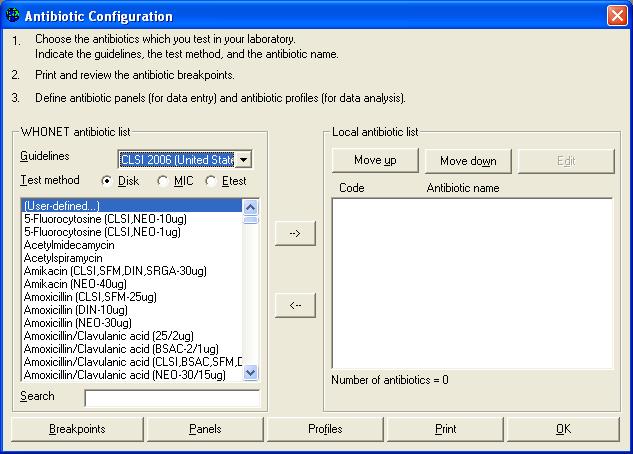 Antibiotic Configuration
1. Choose the antibiotics which you test in your laboratory.
Indicate the guidelines, the test method, and the antibiotic name.
2. Print and review the antibiotic breakpoints.
3. Define antibiotic panels (for data entry) and antibiotic profiles (for data analysis).
WHONET antibiotic list
Guidelines CLSI 2006 (United State
Test method Disk MIC Etest
(User-defined...)
5-Fluorocytosine (CLSI,NEO-10ug)
5-Fluorocytosine (CLSI,NEO-1ug)
Acetylmidecamycin
Acetylspiramycin
Amikacin (CLSI,SFM,DIN,SRGA-30ug)
Amikacin (NEO-40ug)
Amoxicillin (CLSI,SFM-25ug)
Amoxicillin (DIN-10ug)
Amoxicillin (NEO-30ug)
Amoxicillin/Clavulanic acid (25/2ug)
Amoxicillin/Clavulanic acid (BSAC-2/1ug)
Amoxicillin/Clavulanic acid (CLSI,BSAC,SFM,D
Amoxicillin/Clavulanic acid (NEO-30/15ug)
Search
-->
<--
Local antibiotic list
Move up Move down Edit
Code Antibiotic name
Number of antibiotics = 0
Breakpoints Panels Profiles Print OK